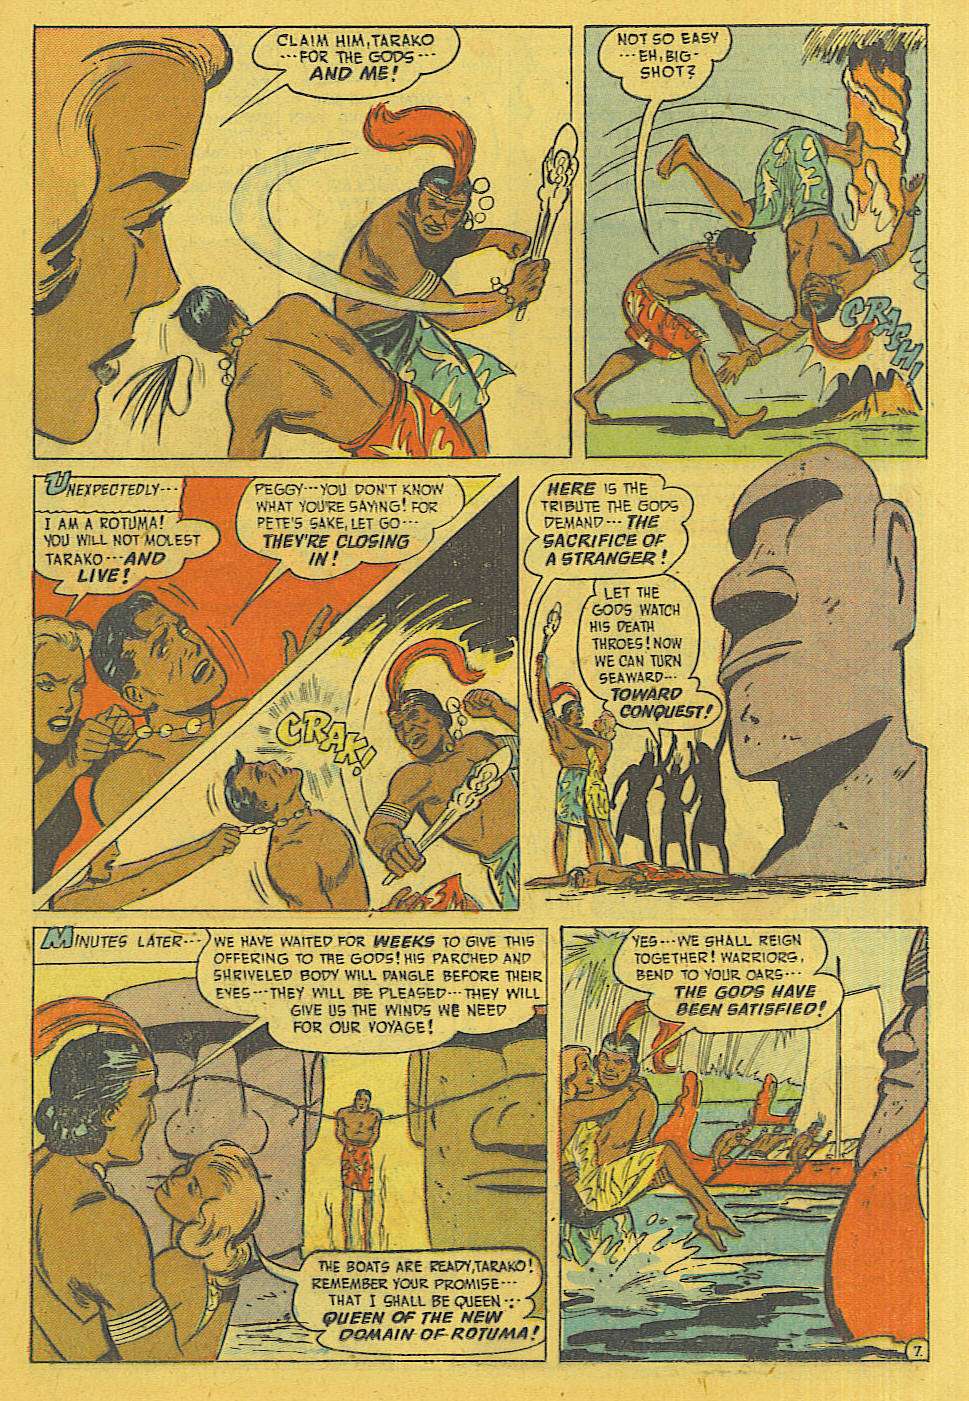 CLAIM HIM, TARAKO
---FOR THE GODS---
AND ME!
NOT SO EASY
---EH, BIG-
SHOT?
CRASH!
UNEXPECTEDLY---
I AM A ROTUMA!
YOU WILL NOT MOLEST
TARAKO---AND
LIVE!
PEGGY---YOU DON'T KNOW
WHAT YOU'RE SAYING! FOR
PETE'S SAKE, LET GO---
THEY'RE CLOSING
IN!
CRAK!
HERE IS THE
TRIBUTE THE GODS
DEMAND---THE
SACRIFICE OF
A STRANGER!
LET THE
GODS WATCH
HIS DEATH
THROES! NOW
WE CAN TURN
SEAWARD---
TOWARD
CONQUEST!
MINUTES LATER---
WE HAVE WAITED FOR WEEKS TO GIVE THIS
OFFERING TO THE GODS! HIS PARCHED AND
SHRIVELED BODY WILL DANGLE BEFORE THEIR
EYES---THEY WILL BE PLEASED---THEY WILL
GIVE US THE WINDS WE NEED
FOR OUR VOYAGE!
THE BOATS ARE READY, TARAKO!
REMEMBER YOUR PROMISE---
THAT I SHALL BE QUEEN---
QUEEN OF THE NEW
DOMAIN OF ROTUMA!
YES---WE SHALL REIGN
TOGETHER! WARRIORS,
BEND TO YOUR OARS---
THE GODS HAVE
BEEN SATISFIED!
7.